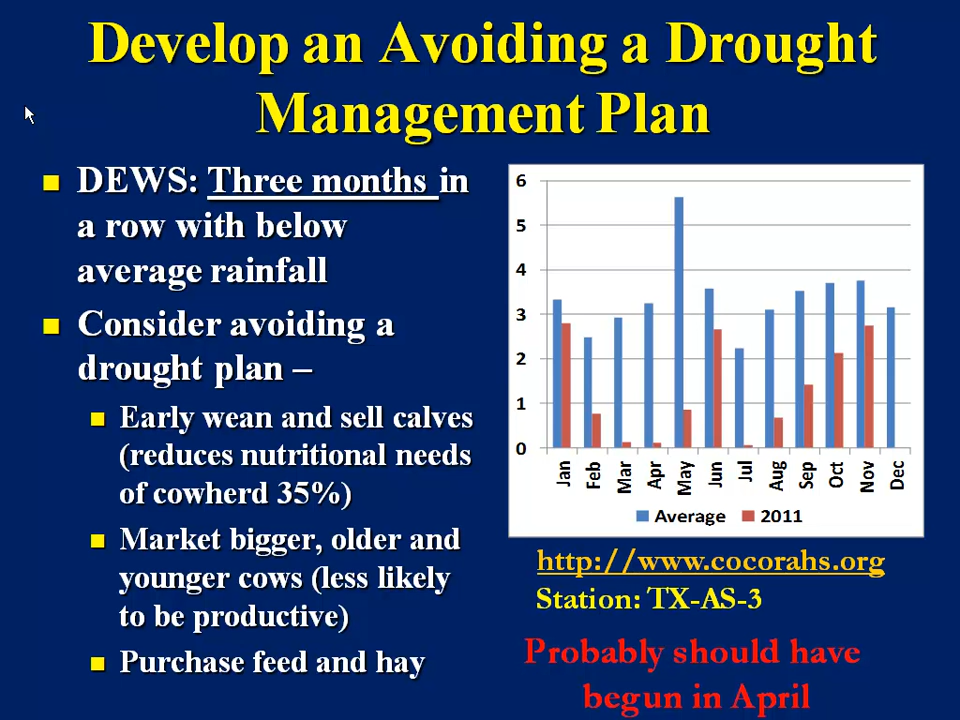 Develop an Avoiding a Drought
Management Plan
DEWS: Three months in
a row with below
average rainfall
Consider avoiding a
drought plan –
Early wean and sell calves
(reduces nutritional needs
of cowherd 35%)
Market bigger, older and
younger cows (less likely
to be productive)
Purchase feed and hay
6
5
4
3
2
1
0
Jan Feb Mar Apr May Jun Jul Aug Sep Oct Nov Dec
Average 2011
http://www.cocorahs.org
Station: TX-AS-3
Probably should have
begun in April